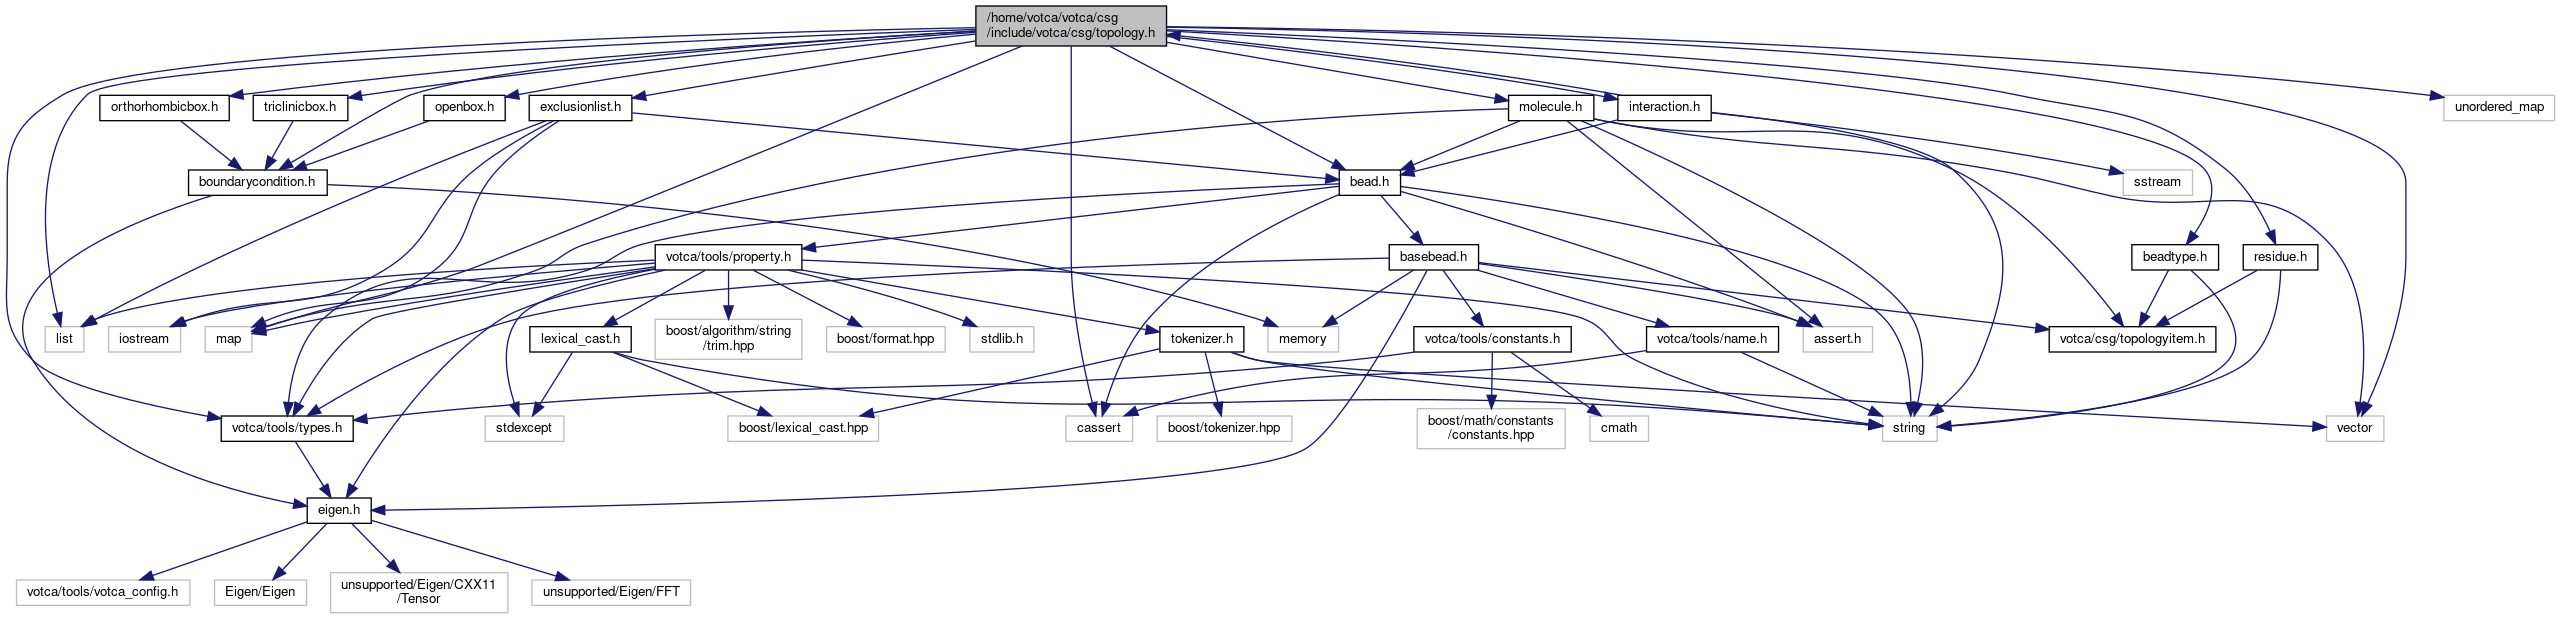 /home/votca/votca/csg
/include/votca/csg/topology.h
orthorhombicbox.h
triclinicbox.h
openbox.h
exclusionlist.h
molecule.h
interaction.h
unordered_map
boundarycondition.h
bead.h
sstream
votca/tools/property.h
basebead.h
beadtype.h
residue.h
list
iostream
map
lexical_cast.h
boost/algorithm/string
/trim.hpp
boost/format.hpp
stdlib.h
tokenizer.h
memory
votca/tools/constants.h
votca/tools/name.h
assert.h
votca/csg/topologyitem.h
votca/tools/types.h
stdexcept
boost/lexical_cast.hpp
cassert
boost/tokenizer.hpp
boost/math/constants
/constants.hpp
cmath
string
vector
eigen.h
votca/tools/votca_config.h
Eigen/Eigen
unsupported/Eigen/CXX11
/Tensor
unsupported/Eigen/FFT